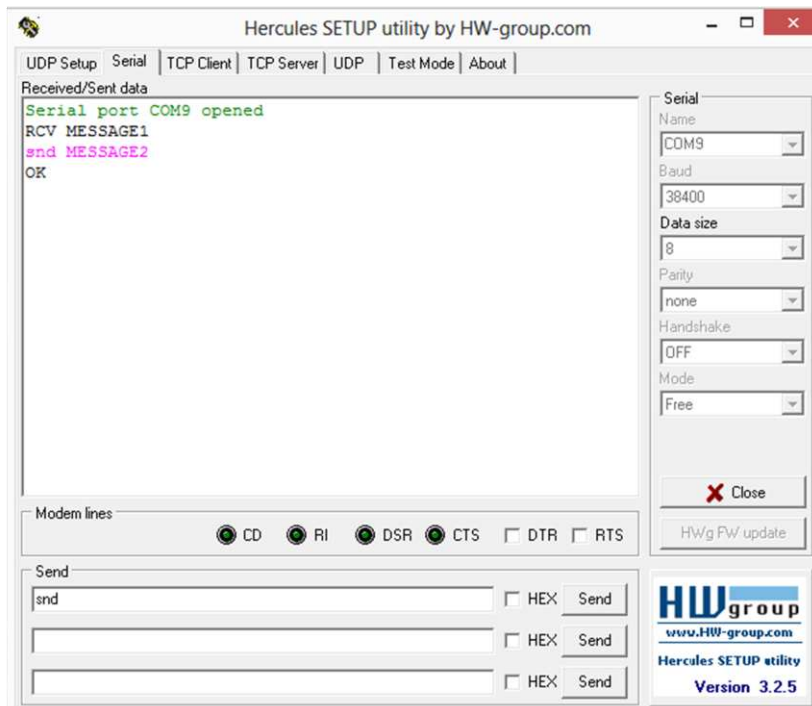 Hercules SETUP utility by HW-group.com
UDP Setup Serial TCP Client TCP Server UDP Test Mode About
Received/Sent data
Serial port COM9 opened
RCV MESSAGE1
snd MESSAGE2
OK
Serial
Name
COM9
Baud
38400
Data size
8
Parity
none
Handshake
OFF
Mode
Free
Close
HWg FW update
Modem lines
CD RI DSR CTS DTR RTS
Send
snd HEX Send
HEX Send
HEX Send
HW group
www.HW-group.com
Hercules SETUP utility
Version 3.2.5